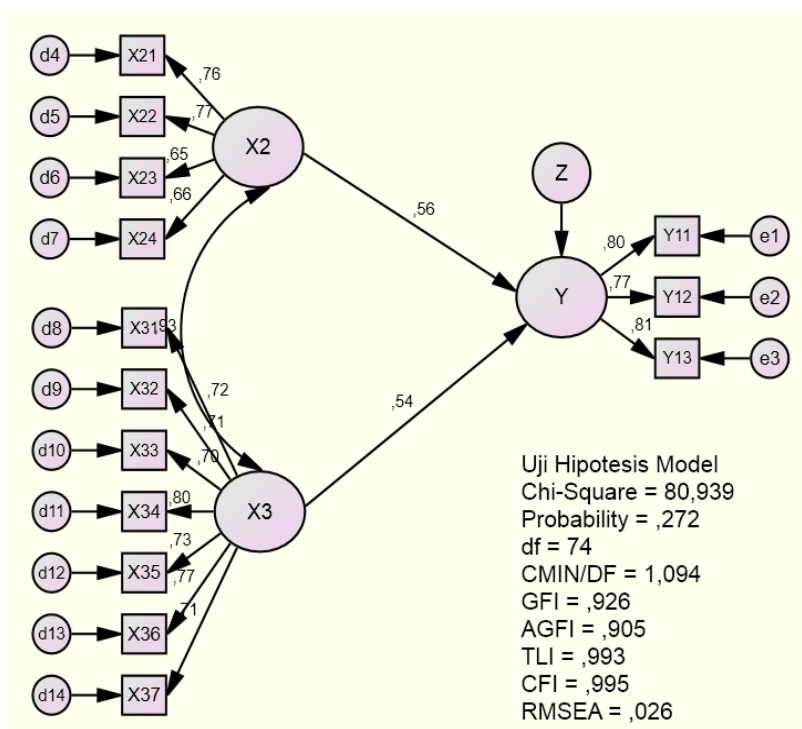 d4
X21
,76
d5
X22
,77
X2
d6
X23
,65
d7
X24
,66
,56
Z
Y
,80
Y11
e1
,77
Y12
e2
,81
Y13
e3
d8
X31
,93
d9
X32
,72
d10
X33
,71
,54
,70
d11
X34
,80
X3
d12
X35
,73
d13
X36
,77
d14
X37
,71
Uji Hipotesis Model
Chi-Square = 80,939
Probability = ,272
df = 74
CMIN/DF = 1,094
GFI = ,926
AGFI = ,905
TLI = ,993
CFI = ,995
RMSEA = ,026